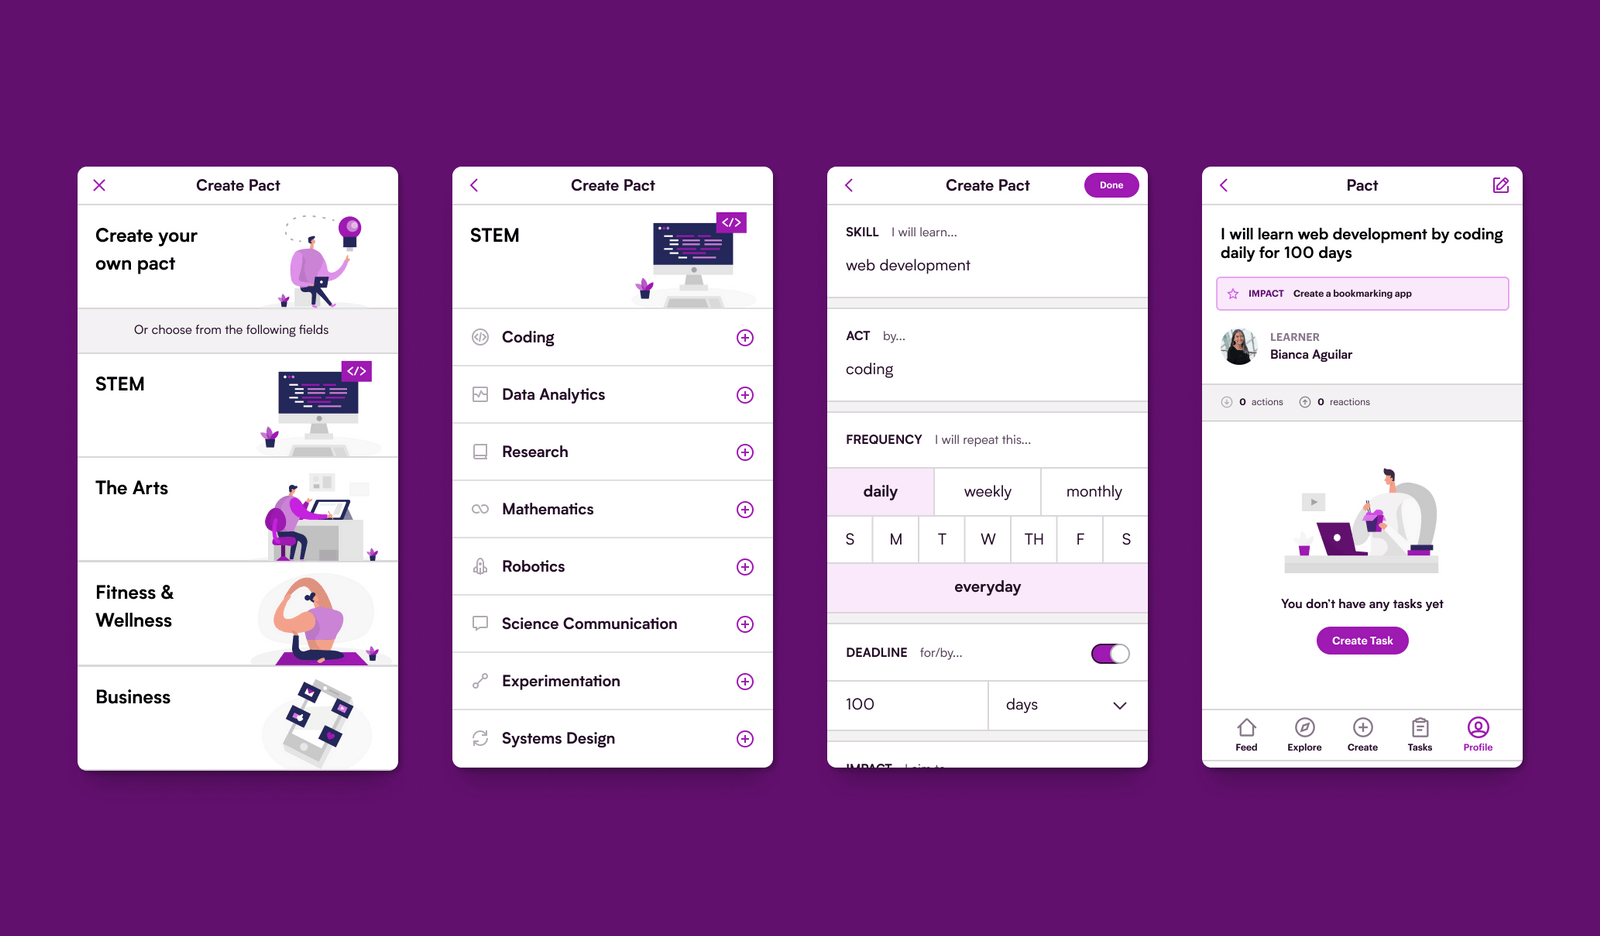 Create Pact
Create your
own pact
Or choose from the following fields
STEM
</>
The Arts
Fitness &
Wellness
Business
Create Pact
STEM
</>
Coding
Data Analytics
Research
Mathematics
Robotics
Science Communication
Experimentation
Systems Design
Create Pact
Done
SKILL I will learn...
web development
ACT by...
coding
FREQUENCY I will repeat this...
daily weekly monthly
S M T W TH F S
everyday
DEADLINE for/by...
100 days
IMPACT I aim to
Pact
I will learn web development by coding
daily for 100 days
IMPACT Create a bookmarking app
LEARNER
Bianca Aguilar
0 actions 0 reactions
You don't have any tasks yet
Create Task
Feed Explore Create Tasks Profile